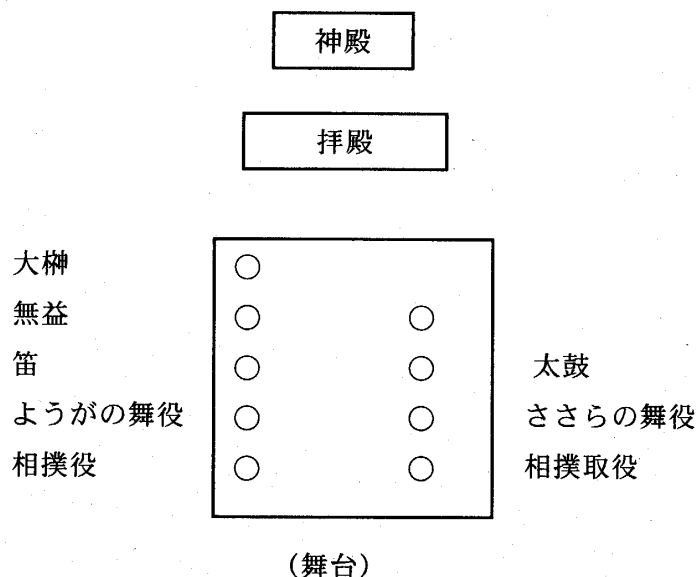 神殿
拝殿
大榊
無益
笛 太鼓
ようがの舞役 ささらの舞役
相撲役 相撲取役
(舞台)